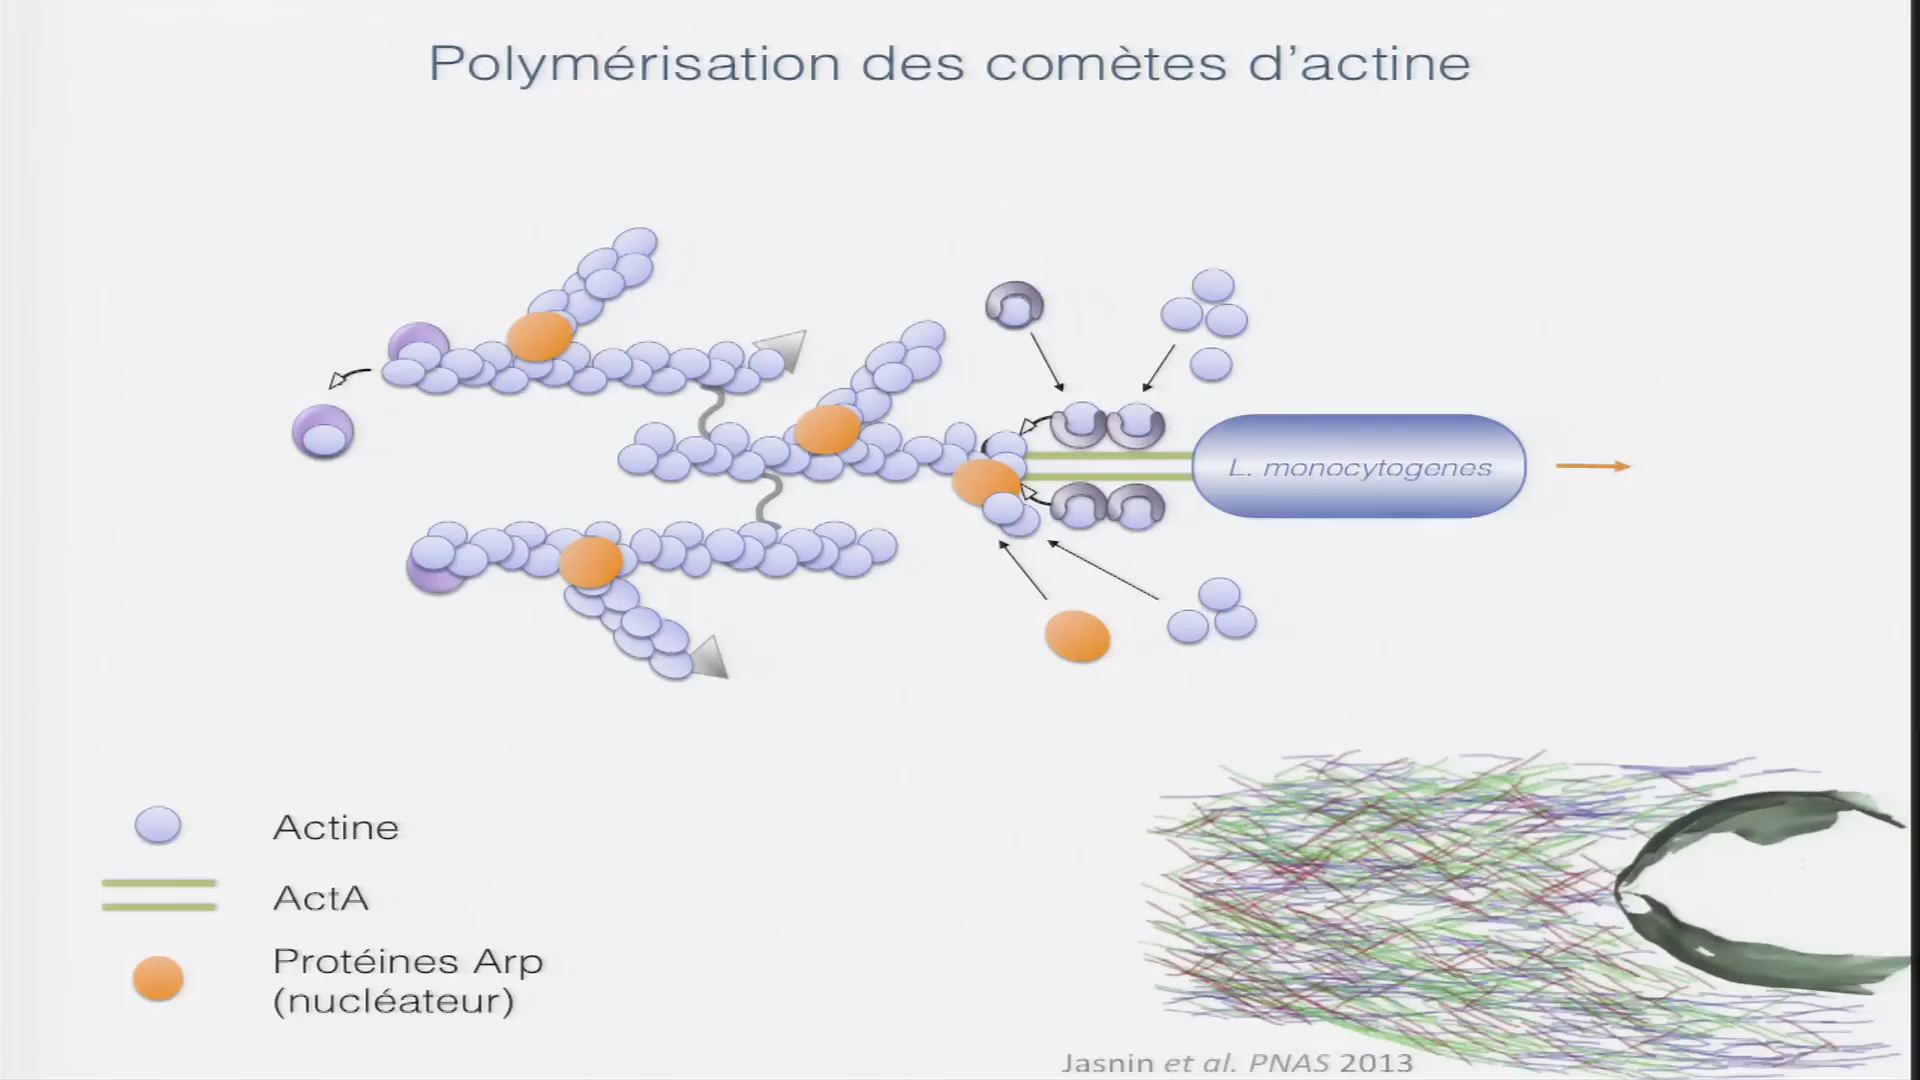 Polymérisation des comètes d'actine
L. monocytogenes
Actine
ActA
Protéines Arp
(nucléateur)
Jasnin et al. PNAS 2013